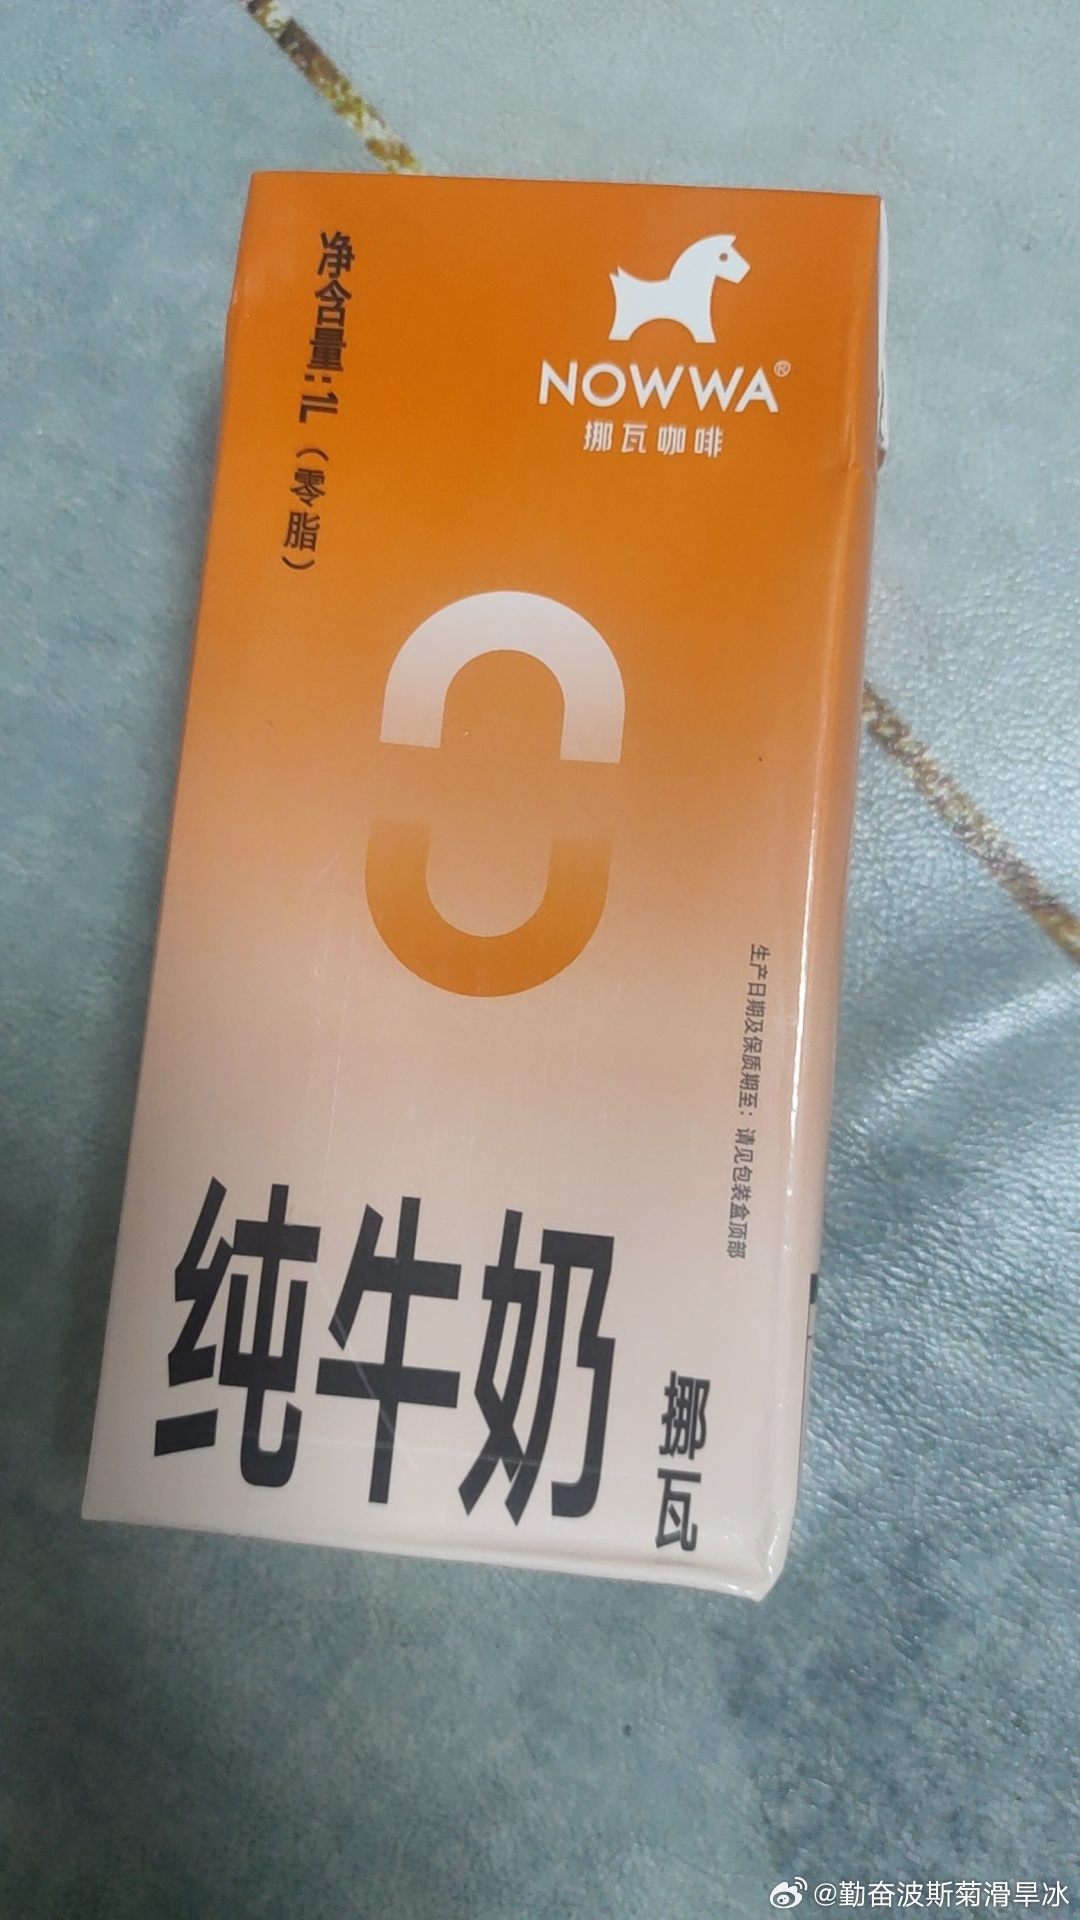 NOWWA®
挪瓦咖啡
净含量:1L(零脂)
生产日期及保质期至:请见包装盒顶部
纯牛奶
挪瓦
@勤奋波斯菊滑旱冰